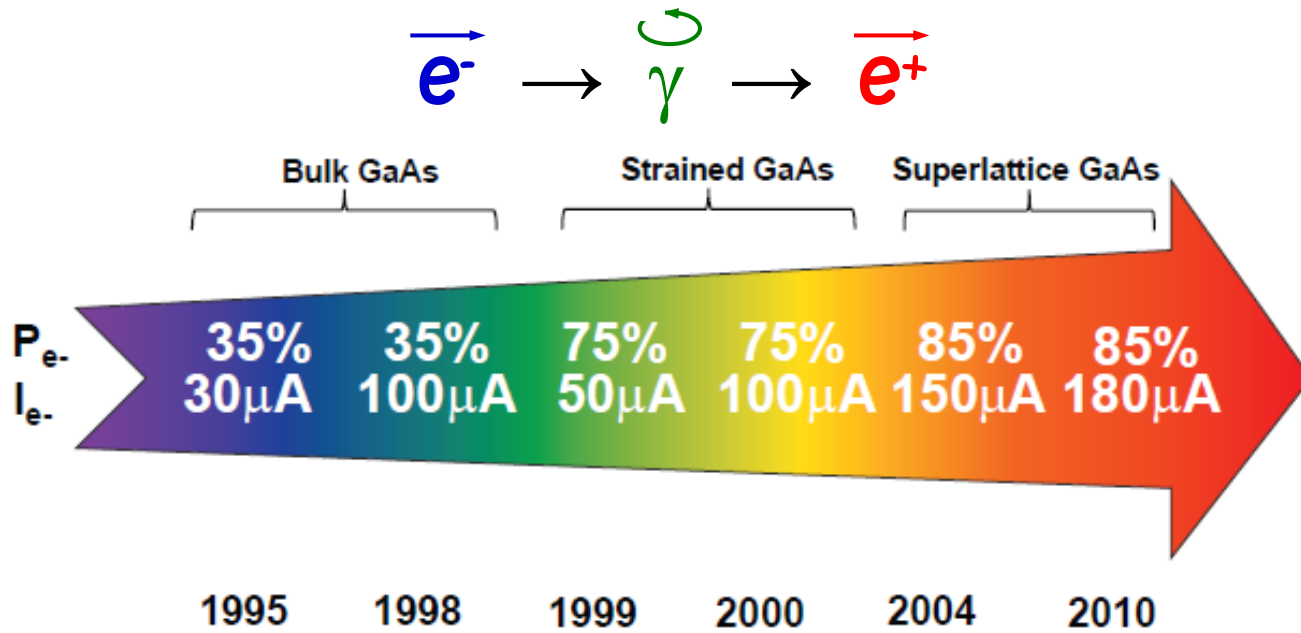 e⁻ → γ → e⁺
Bulk GaAs Strained GaAs Superlattice GaAs
Pe- 35% 35% 75% 75% 85% 85%
Ie- 30μA 100μA 50μA 100μA 150μA 180μA
1995 1998 1999 2000 2004 2010